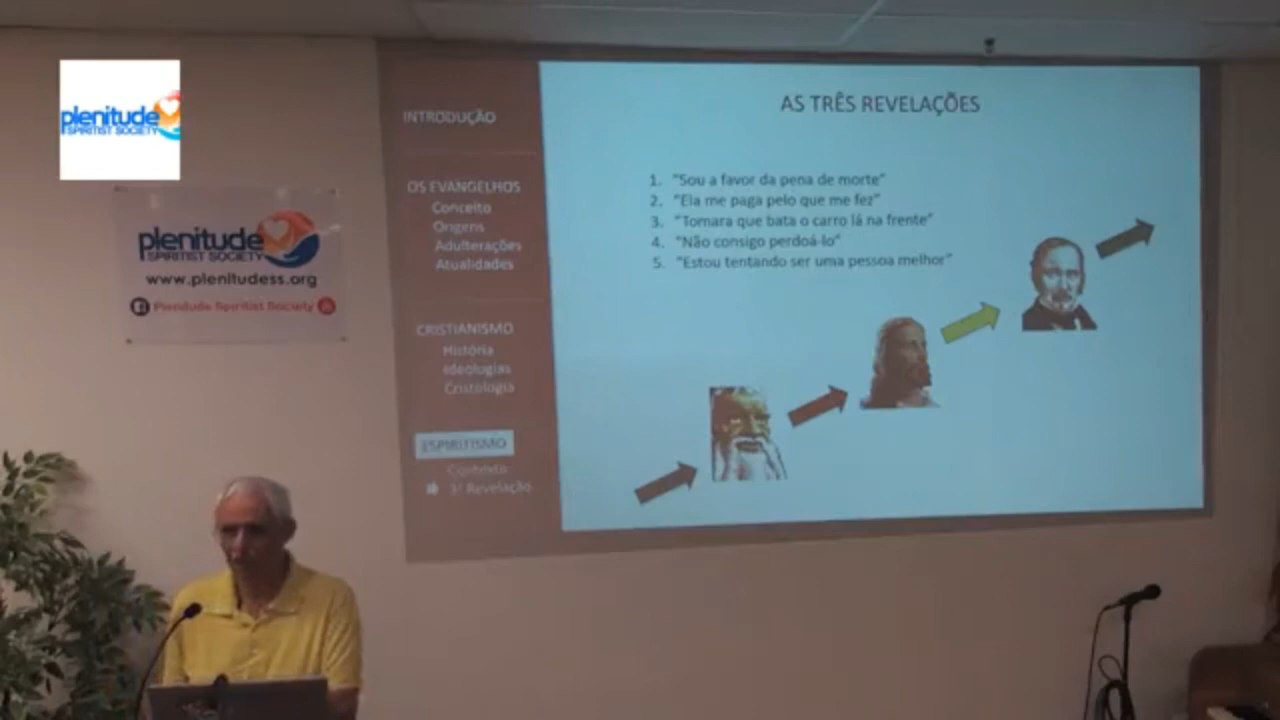 plenitude
SPIRITIST SOCIETY
plenitude
SPIRITIST SOCIETY
www.plenitudess.org
Plenitude Spiritist Society
INTRODUÇÃO
OS EVANGELHOS
Conceito
Origens
Adulterações
Atualidades
CRISTIANISMO
História
Ideologias
Cristologia
ESPIRITISMO
Conteúdo
3ª Revelação
AS TRÊS REVELAÇÕES
1. "Sou a favor da pena de morte"
2. "Ela me paga pelo que me fez"
3. "Tomara que bata o carro lá na frente"
4. "Não consigo perdoá-lo"
5. "Estou tentando ser uma pessoa melhor"